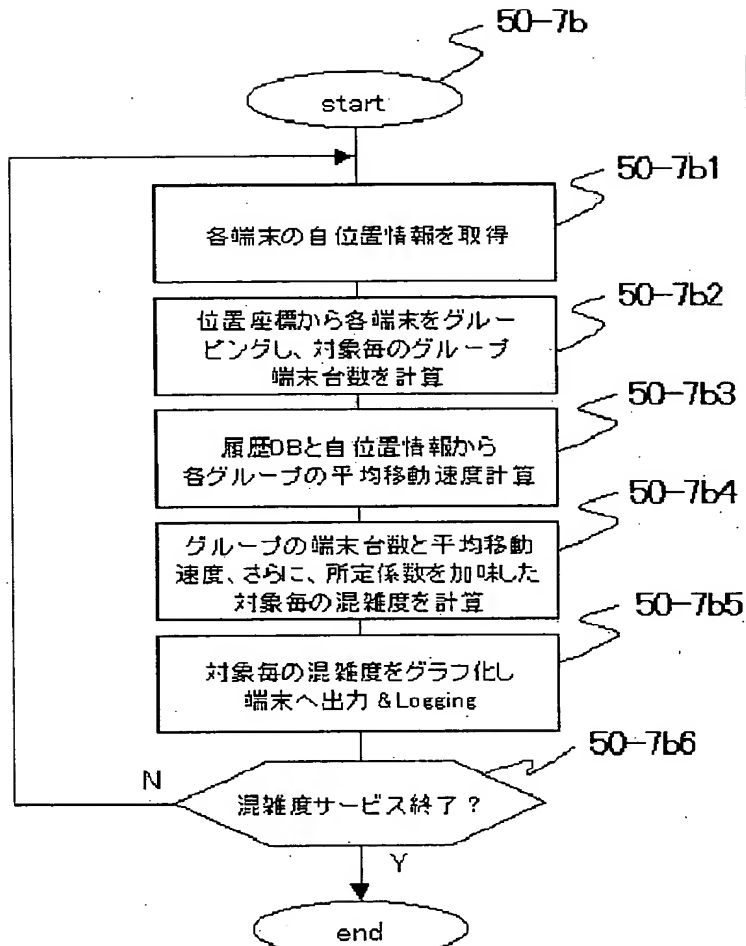 50-7b
start
50-7b1
各端末の自位置情報を取得
50-7b2
位置座標から各端末をグルー
ピングし、対象毎のグループ
端末台数を計算
50-7b3
履歴DBと自位置情報から
各グループの平均移動速度計算
50-7b4
グループの端末台数と平均移動
速度、さらに、所定係数を加味した
対象毎の混雑度を計算
50-7b5
対象毎の混雑度をグラフ化し
端末へ出力&Logging
50-7b6
N
混雑度サービス終了?
Y
end